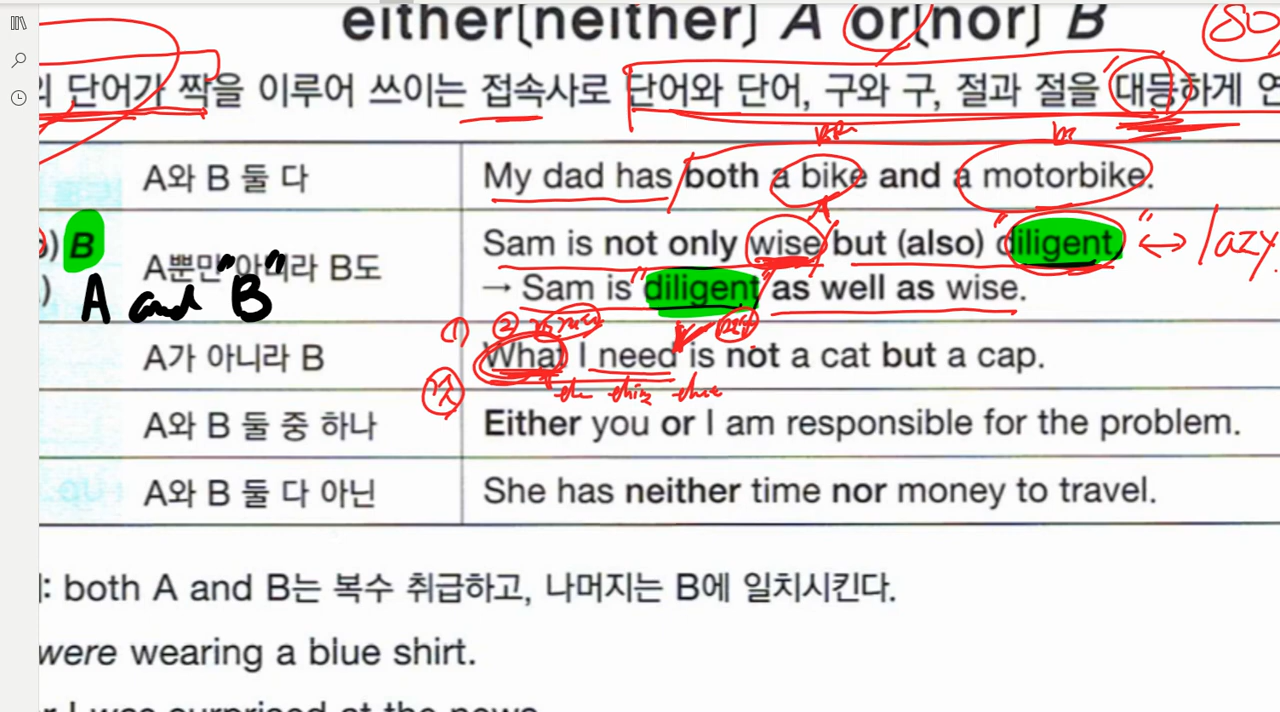 either(neither) A or(nor) B
80
의 단어가 짝을 이루어 쓰이는 접속사로 단어와 단어, 구와 구, 절과 절을 "대등하게 연
A와 B 둘 다 My dad has both a bike and a motorbike.
) B A뿐만 "아니라 B도 Sam is not only wise but (also) "diligent" ↔ lazy.
) A and B" → Sam is "diligent" as well as wise.
① ②
A가 아니라 B What I need is not a cat but a cap.
A와 B 둘 중 하나 Either you or I am responsible for the problem.
A와 B 둘 다 아닌 She has neither time nor money to travel.
: both A and B는 복수 취급하고, 나머지는 B에 일치시킨다.
were wearing a blue shirt.
r I was surprised at the news